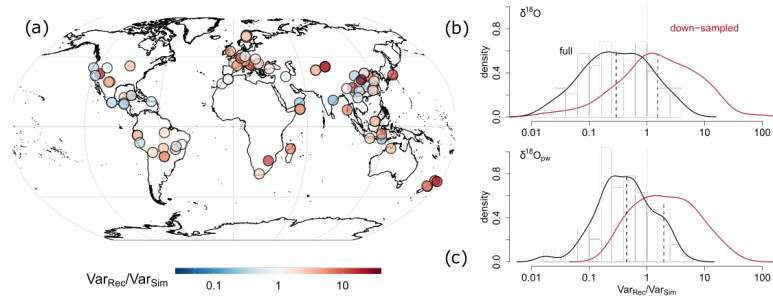 (a)
Var_Rec/Var_Sim
0.1
1
10
(b)
δ¹⁸O
full
down−sampled
density
0.0
0.4
0.8
0.01
0.1
1
10
100
(c)
δ¹⁸O_pw
density
0.0
0.4
0.8
0.01
0.1
1
10
100
Var_Rec/Var_Sim